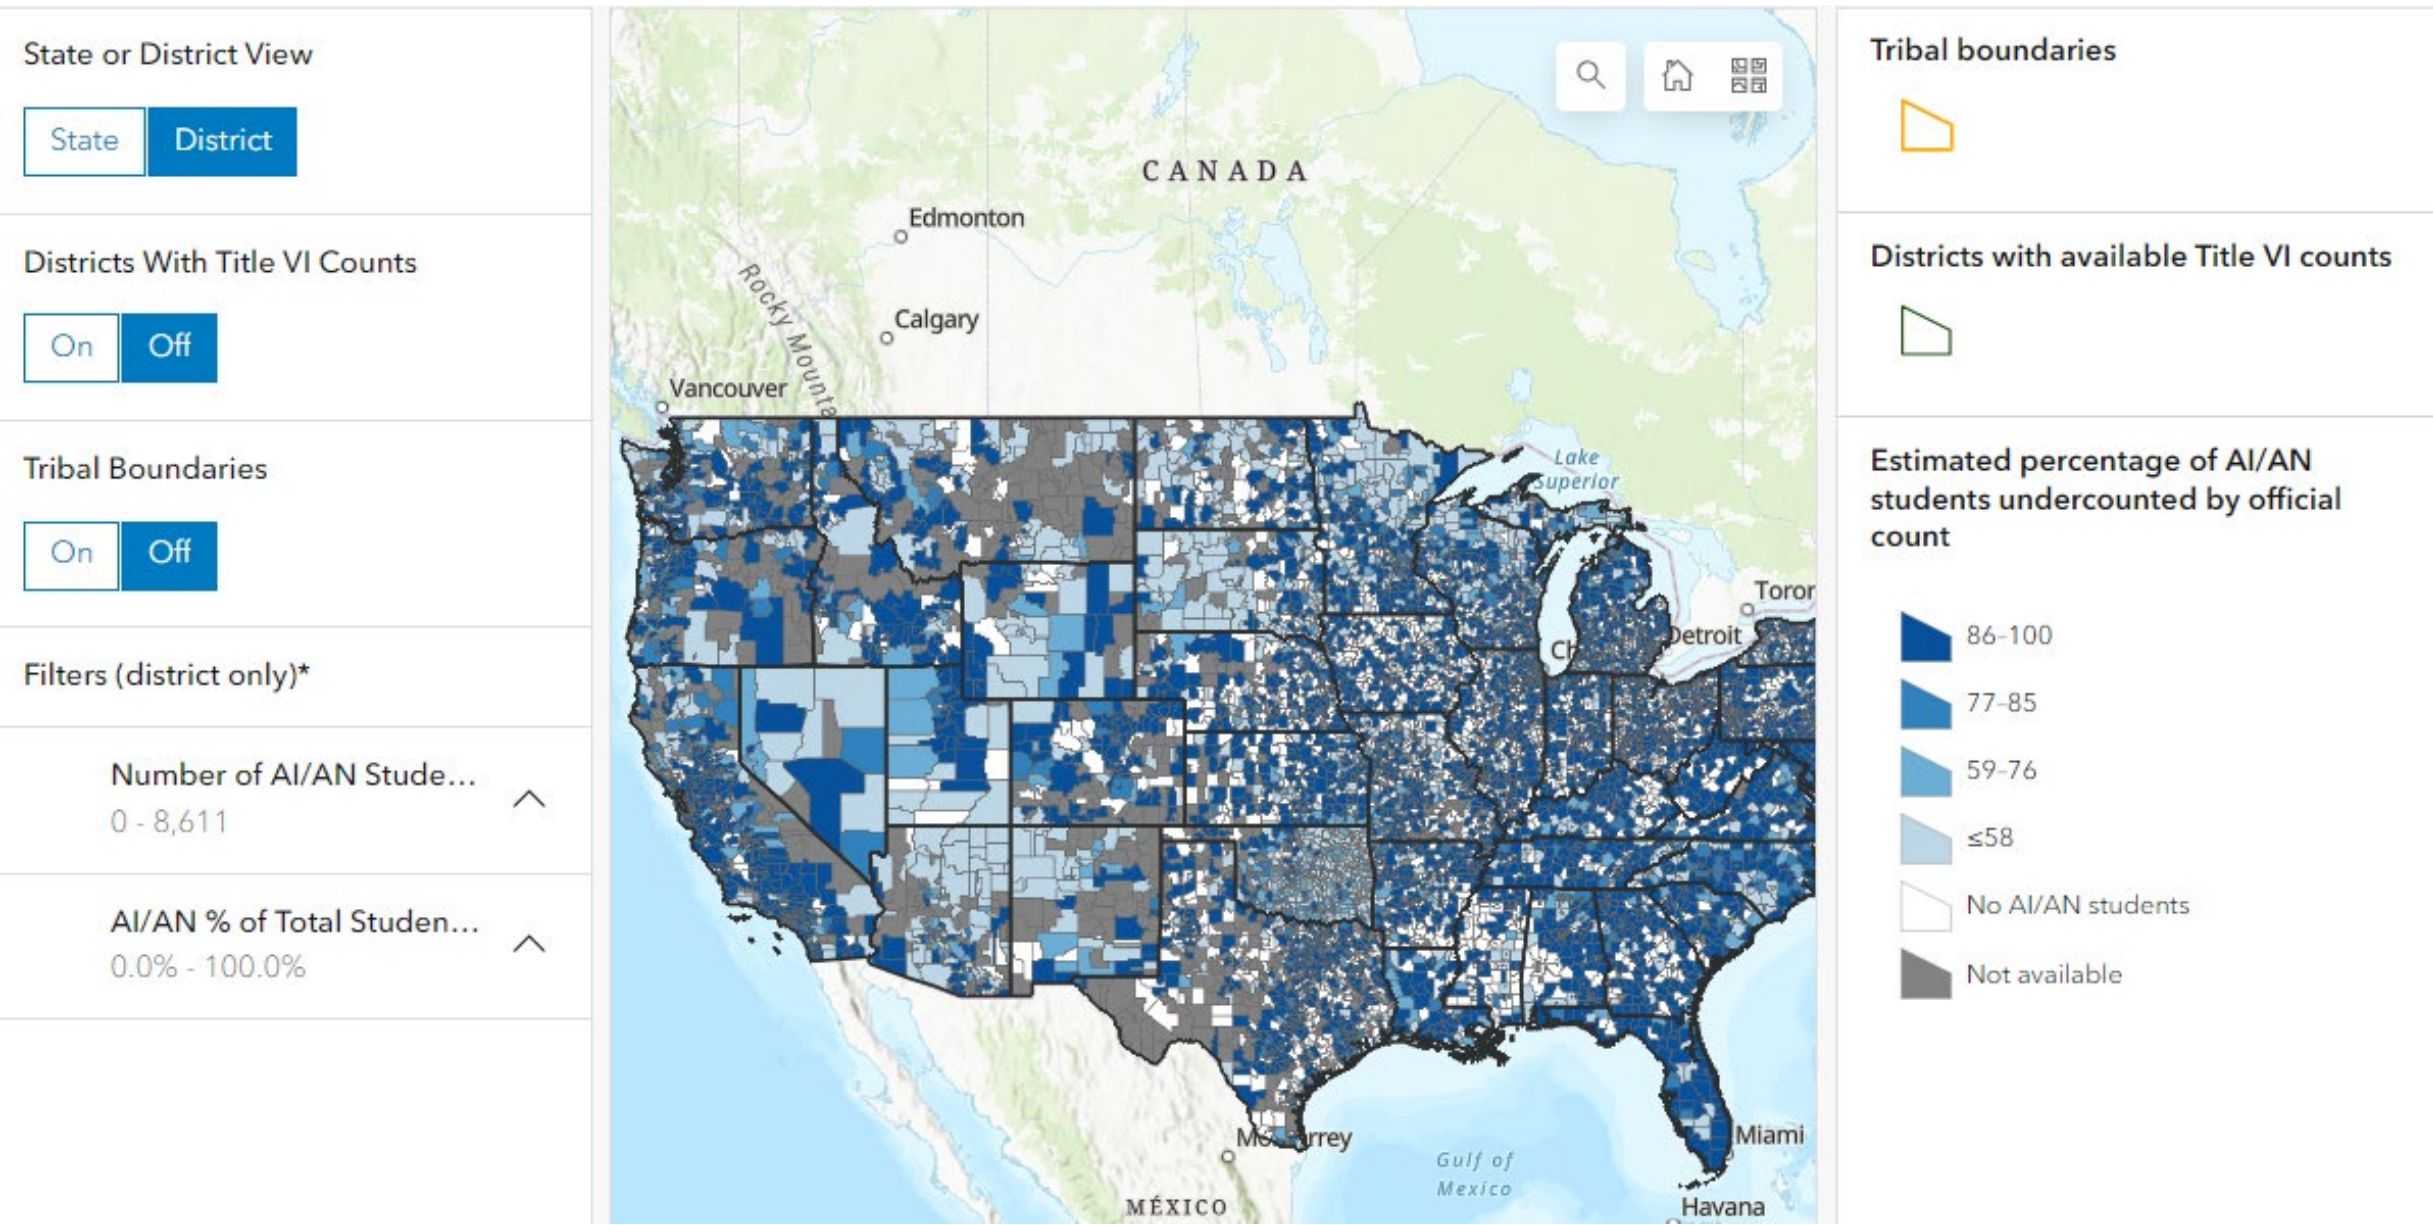 State or District View
State
District
Districts With Title VI Counts
On
Off
Tribal Boundaries
On
Off
Filters (district only)*
Number of AI/AN Stude...
0 - 8,611
AI/AN % of Total Studen...
0.0% - 100.0%
CANADA
Edmonton
Rocky Mounta
Calgary
Vancouver
Lake
Superior
Toror
Detroit
Ch
Miami
Gulf of
Mexico
MÉXICO
Havana
Tribal boundaries
Districts with available Title VI counts
Estimated percentage of AI/AN
students undercounted by official
count
86-100
77-85
59-76
≤58
No AI/AN students
Not available